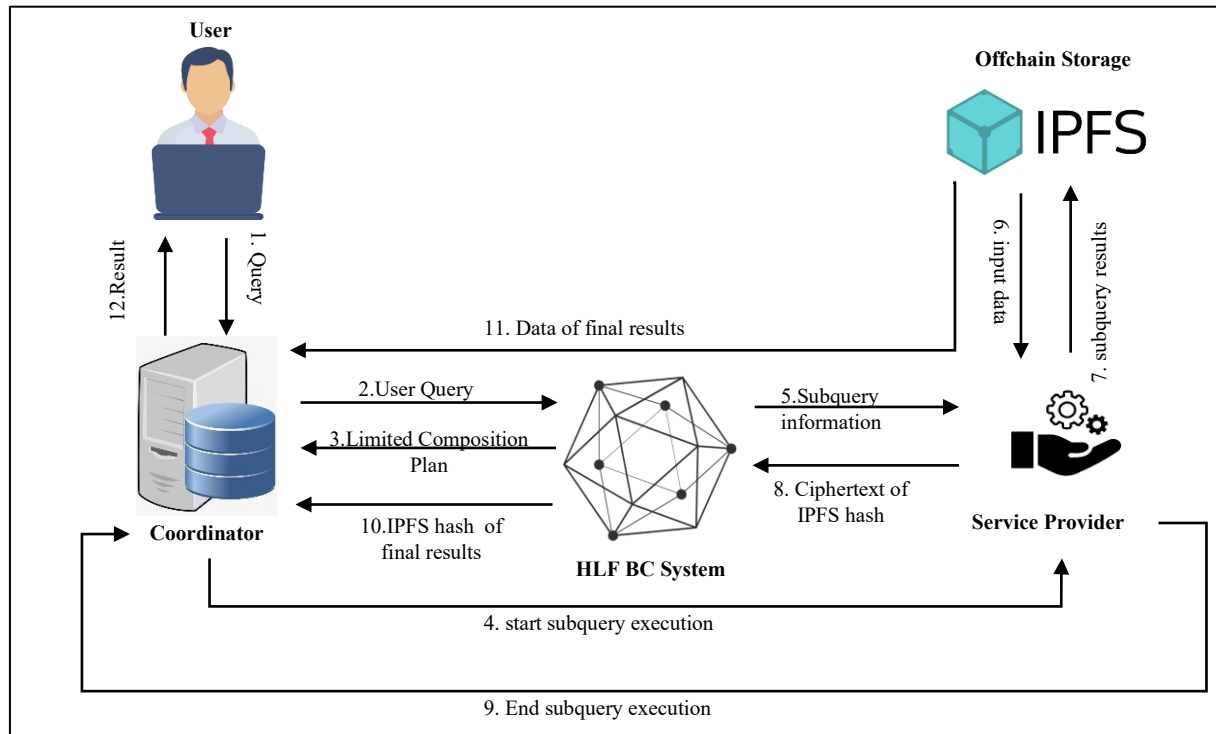 User
Offchain Storage
IPFS
12.Result
1. Query
6. input data
7. subquery results
11. Data of final results
2.User Query
3.Limited Composition
Plan
10.IPFS hash of
final results
5.Subquery
information
8. Ciphertext of
IPFS hash
Coordinator
HLF BC System
Service Provider
4. start subquery execution
9. End subquery execution